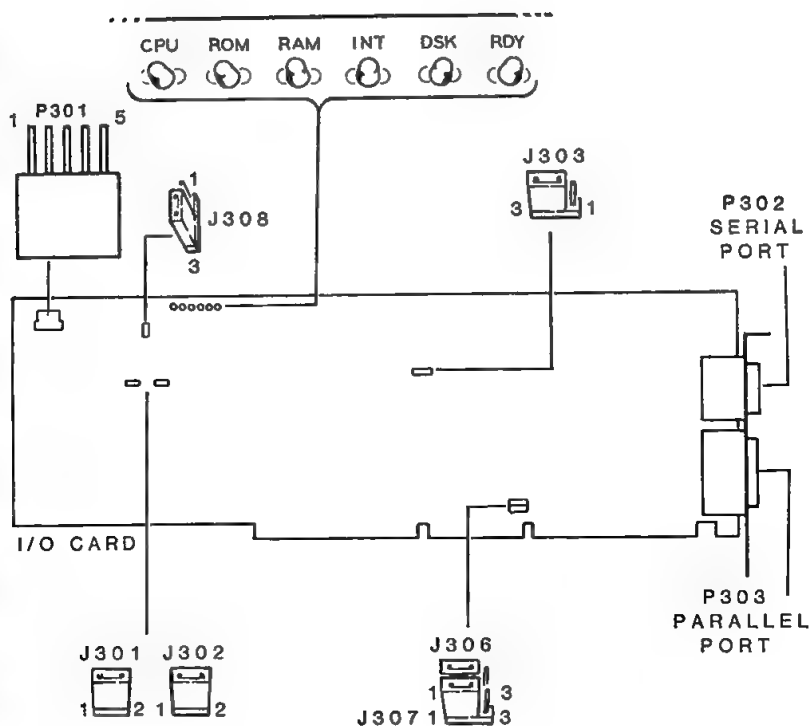 CPU ROM RAM INT DSK RDY
P301
1 5
J308
1
3
J303
3 1
P302
SERIAL
PORT
I/O CARD
P303
PARALLEL
PORT
J301 J302
1 2 1 2
J306
1 3
J307 1 3